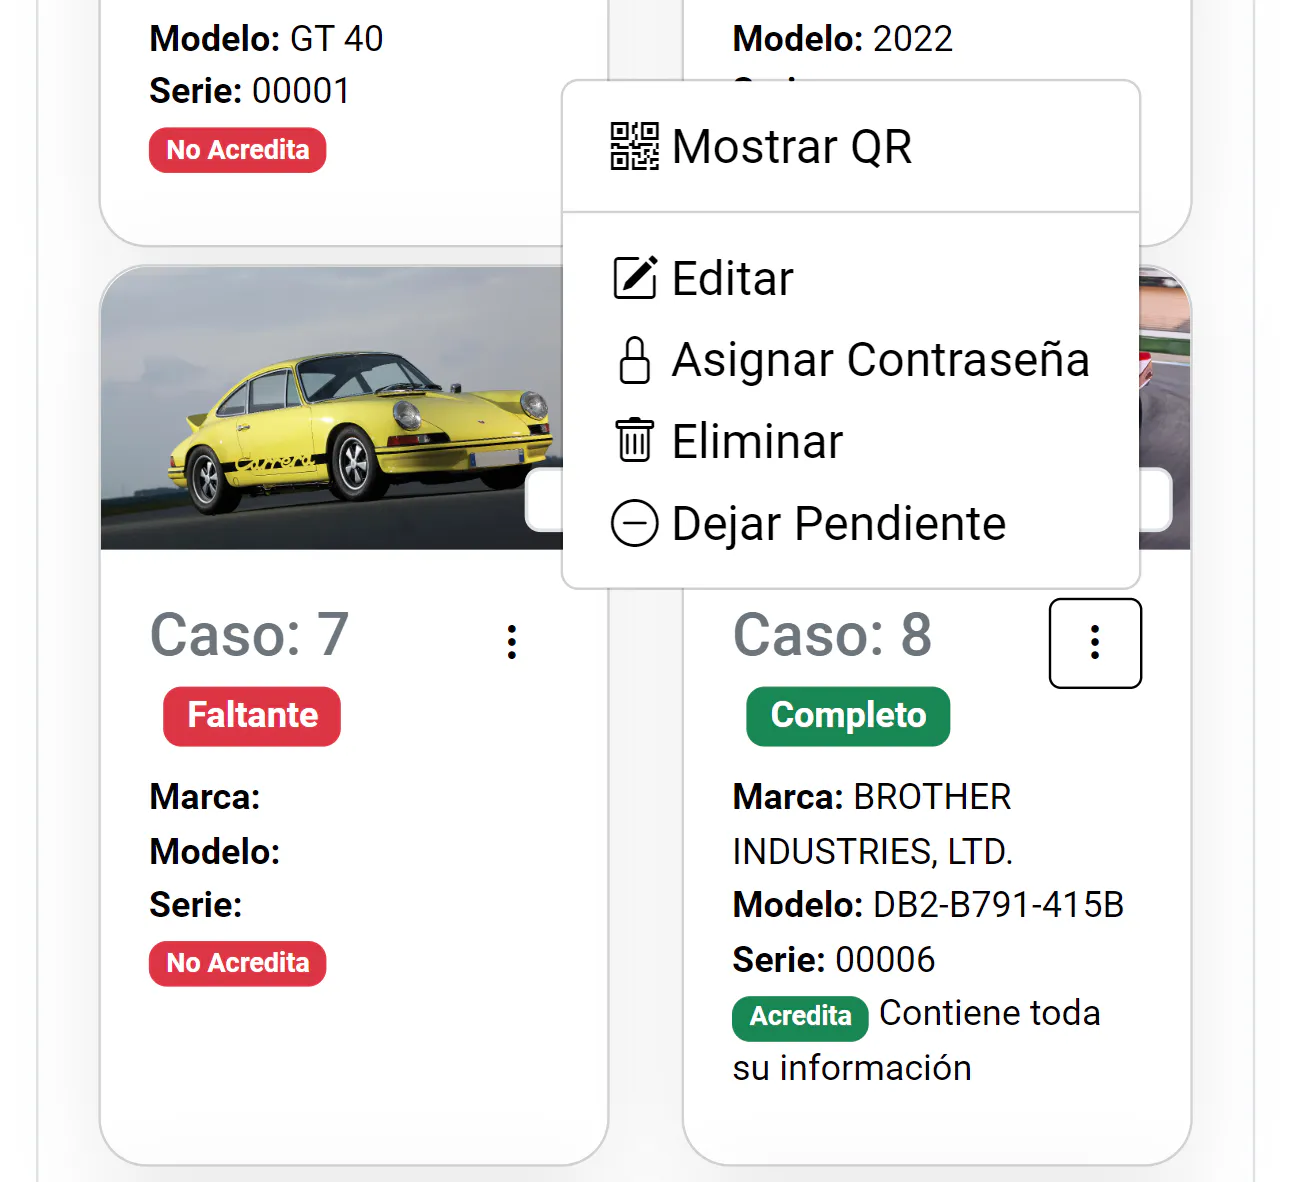 Modelo: GT 40
Serie: 00001
No Acredita
Modelo: 2022
Mostrar QR
Editar
Asignar Contraseña
Eliminar
Dejar Pendiente
Carrera
Caso: 7
Faltante
Marca:
Modelo:
Serie:
No Acredita
Caso: 8
Completo
Marca: BROTHER
INDUSTRIES, LTD.
Modelo: DB2-B791-415B
Serie: 00006
Acredita Contiene toda
su información